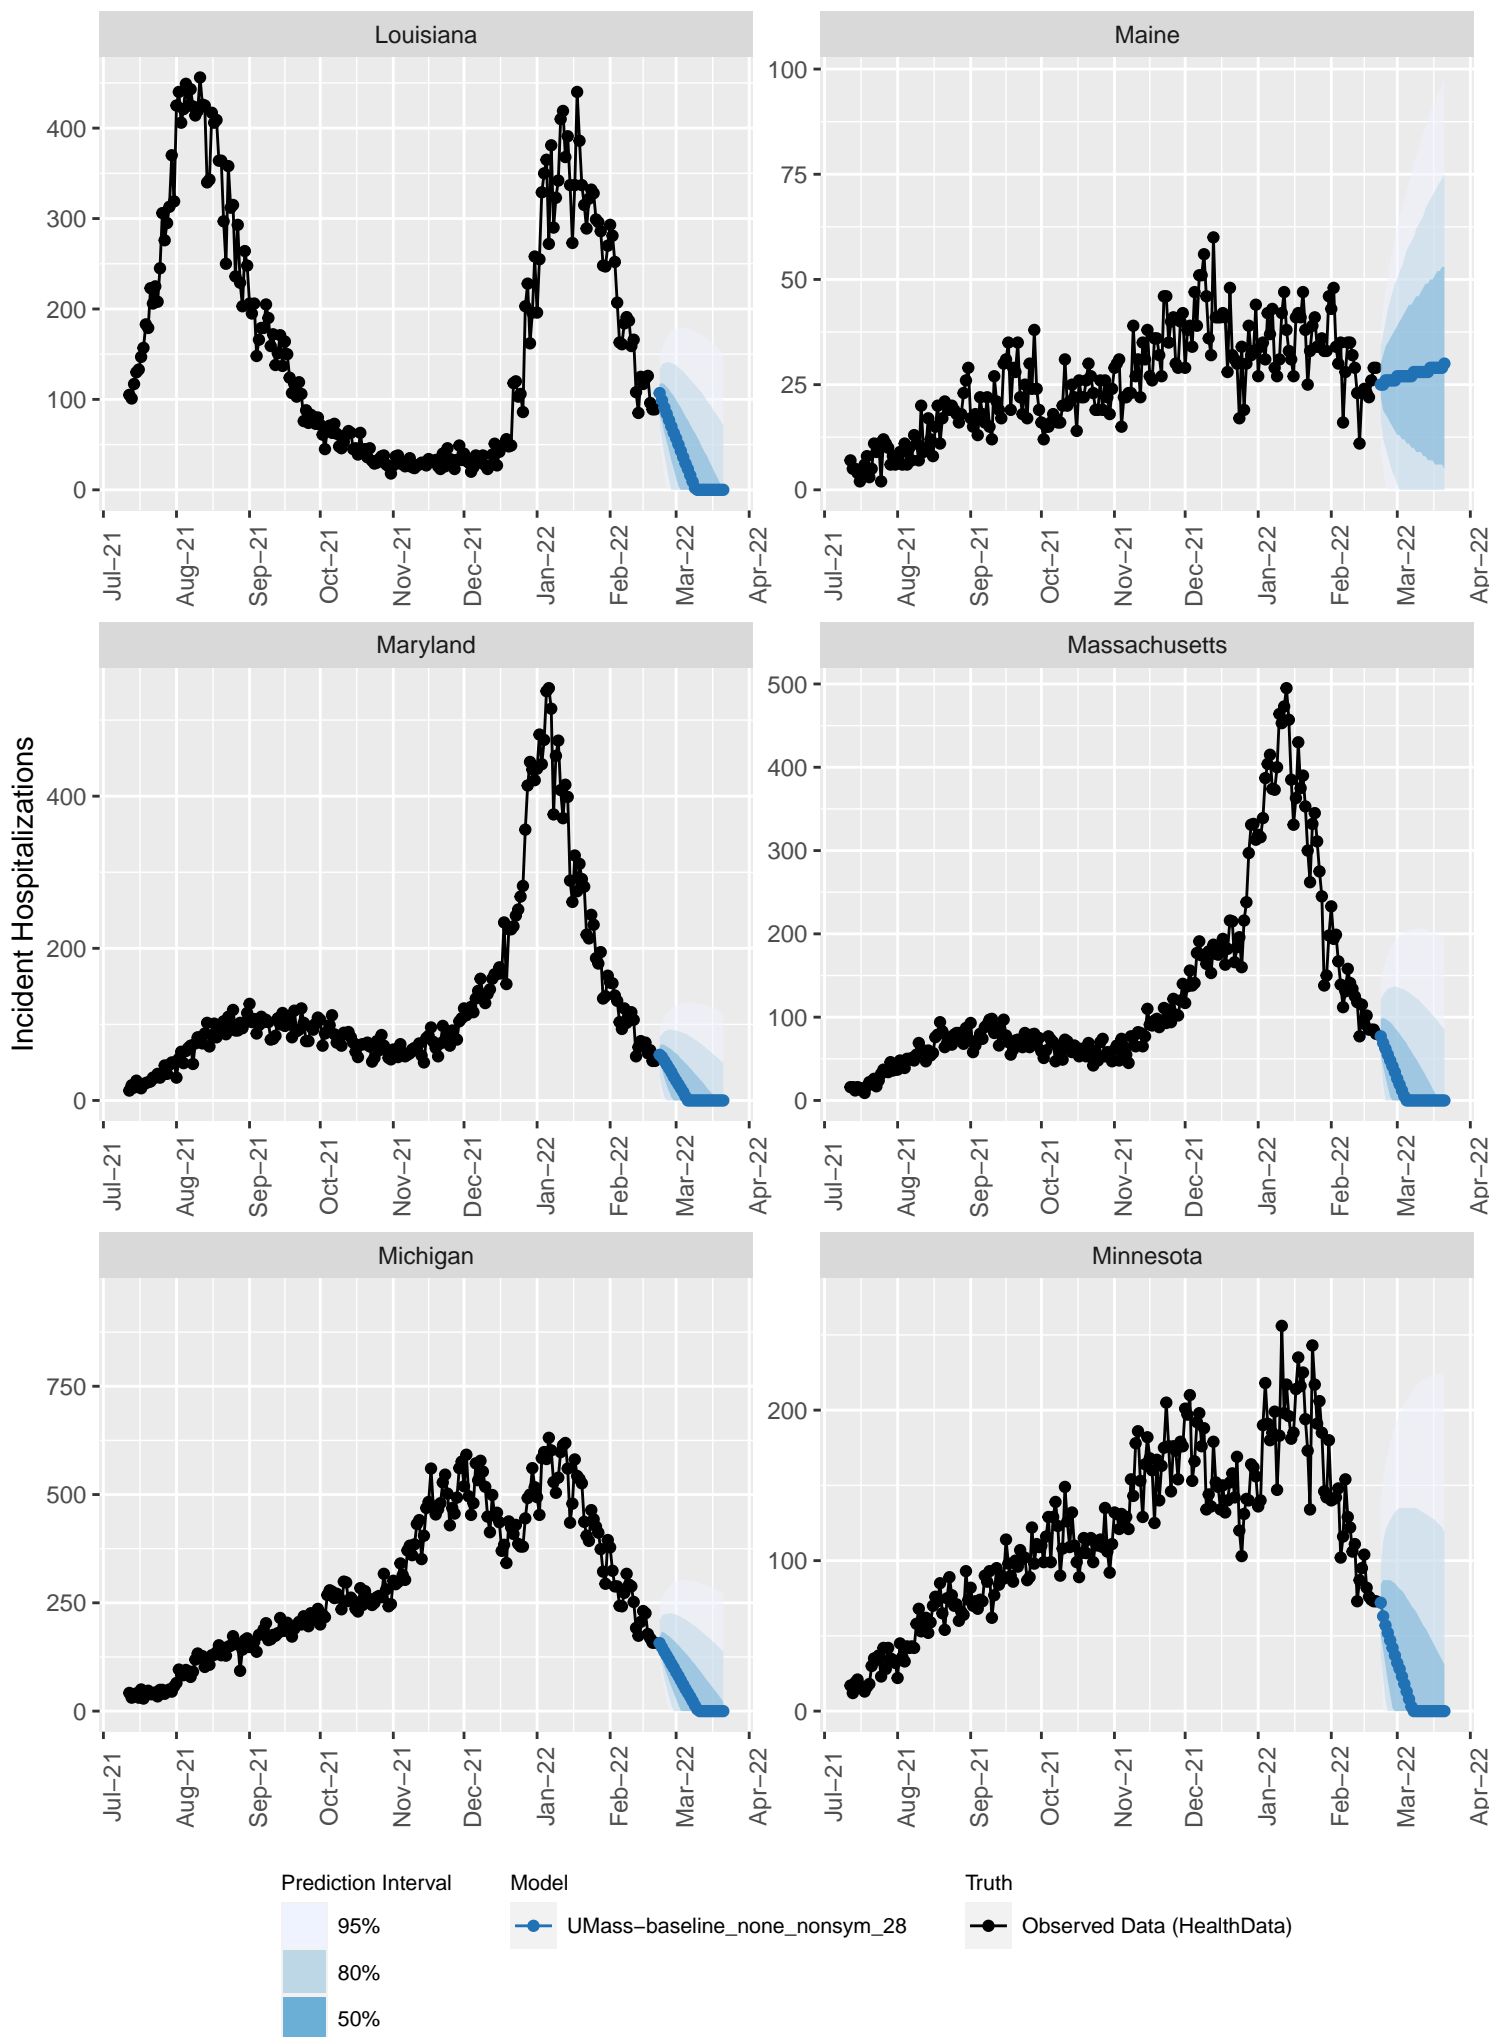 Louisiana
Maine
400
300
200
100
0
100
75
50
25
0
Jul−21
Aug−21
Sep−21
Oct−21
Nov−21
Dec−21
Jan−22
Feb−22
Mar−22
Apr−22
Jul−21
Aug−21
Sep−21
Oct−21
Nov−21
Dec−21
Jan−22
Feb−22
Mar−22
Apr−22
Incident Hospitalizations
Maryland
Massachusetts
400
200
0
500
400
300
200
100
0
Jul−21
Aug−21
Sep−21
Oct−21
Nov−21
Dec−21
Jan−22
Feb−22
Mar−22
Apr−22
Jul−21
Aug−21
Sep−21
Oct−21
Nov−21
Dec−21
Jan−22
Feb−22
Mar−22
Apr−22
Michigan
Minnesota
750
500
250
0
200
100
0
Jul−21
Aug−21
Sep−21
Oct−21
Nov−21
Dec−21
Jan−22
Feb−22
Mar−22
Apr−22
Jul−21
Aug−21
Sep−21
Oct−21
Nov−21
Dec−21
Jan−22
Feb−22
Mar−22
Apr−22
Prediction Interval
95%
80%
50%
Model
UMass−baseline_none_nonsym_28
Truth
Observed Data (HealthData)